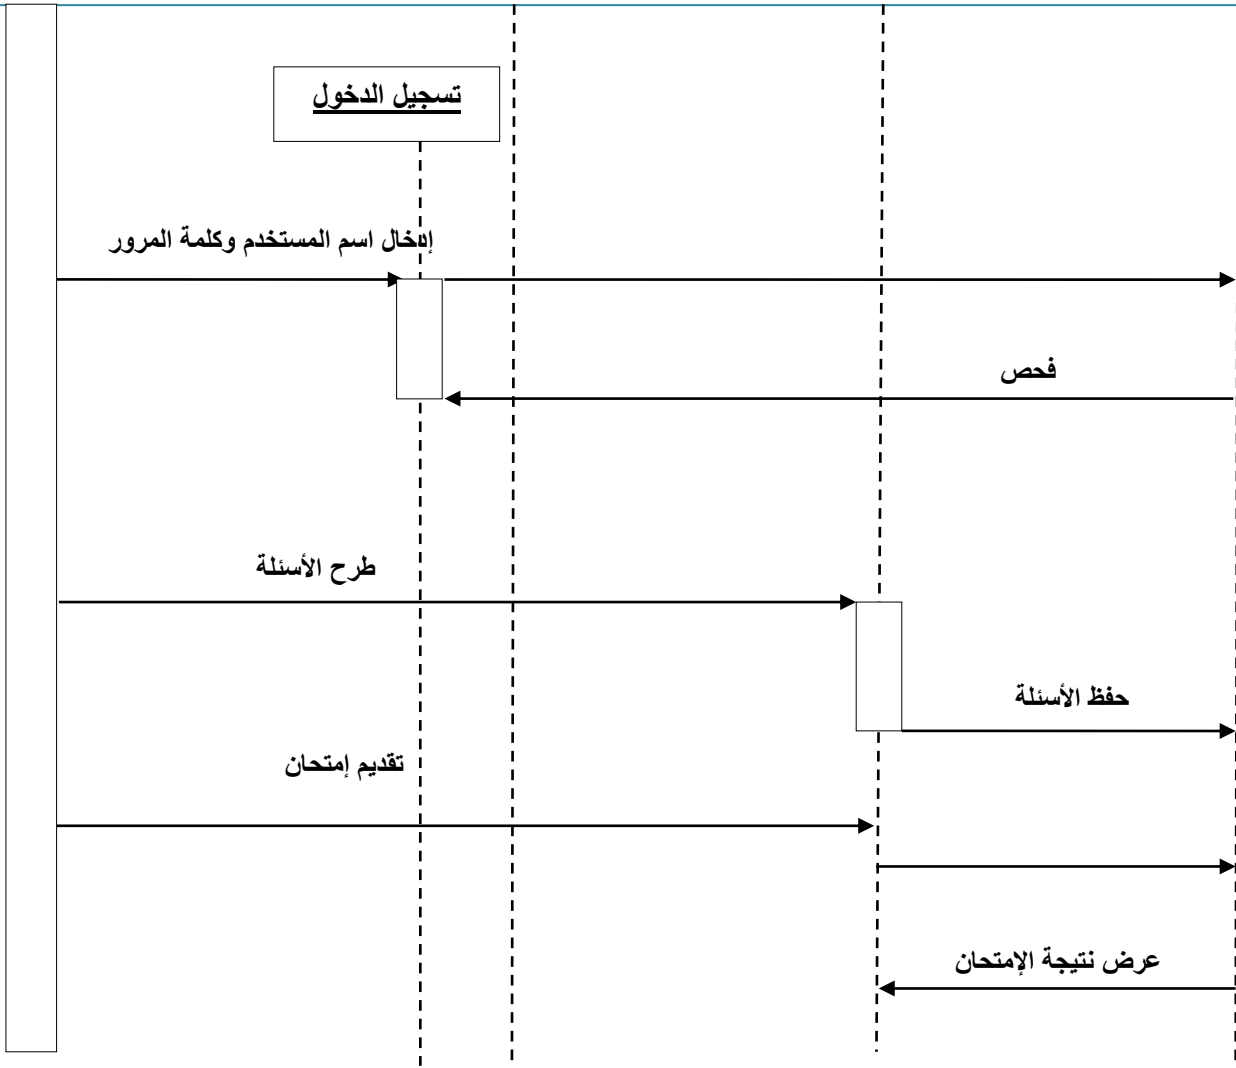 تسجيل الدخول
إدخال اسم المستخدم وكلمة المرور
فحص
طرح الأسئلة
حفظ الأسئلة
تقديم إمتحان
عرض نتيجة الإمتحان